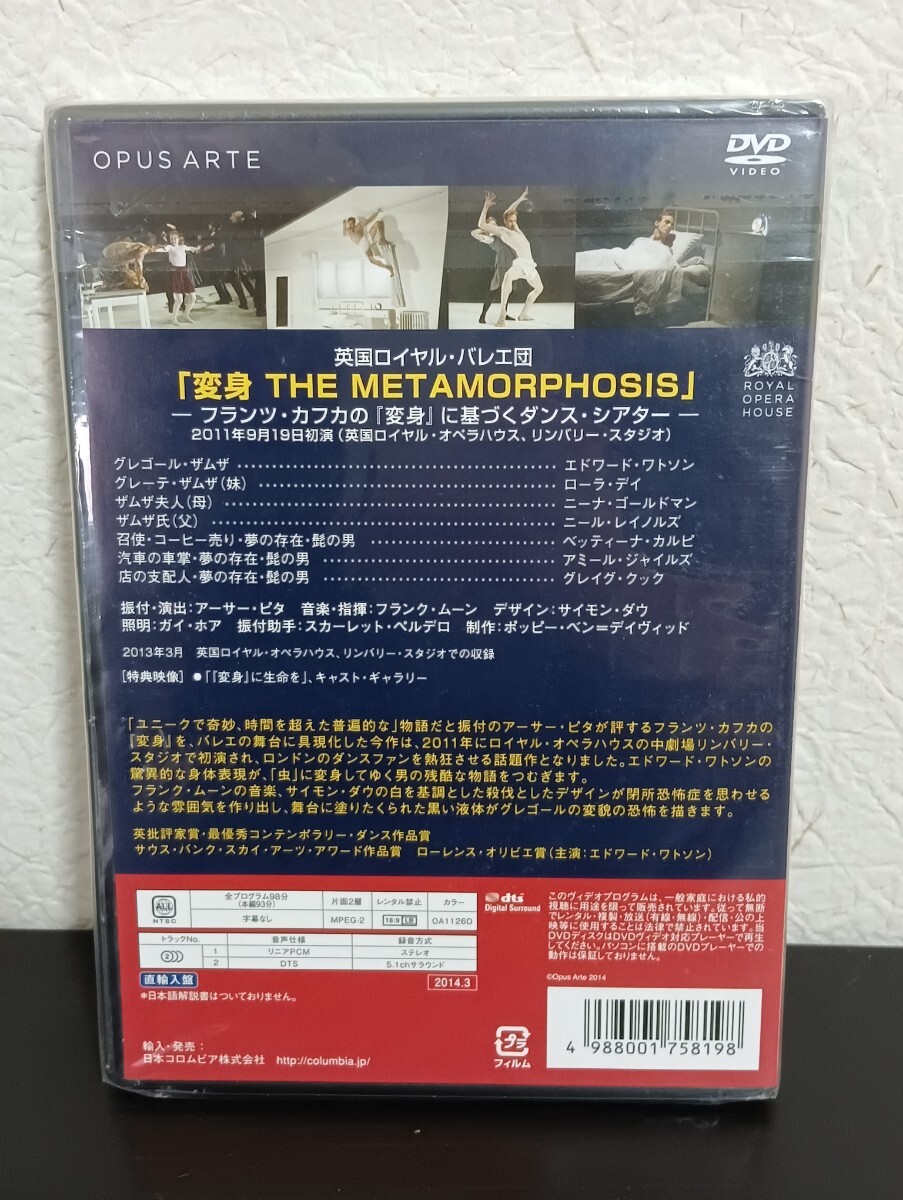 OPUS ARTE
DVD
VIDEO
英国ロイヤル・バレエ団
「変身 THE METAMORPHOSIS」
— フランツ・カフカの『変身』に基づくダンス・シアター —
2011年9月19日初演（英国ロイヤル・オペラハウス、リンバリー・スタジオ）
ROYAL
OPERA
HOUSE
グレゴール・ザムザ エドワード・ワトソン
グレーテ・ザムザ（妹） ローラ・デイ
ザムザ夫人（母） ニーナ・ゴールドマン
ザムザ氏（父） ニール・レイノルズ
召使・コーヒー売り・夢の存在・髭の男 ベッティーナ・カルピ
汽車の車掌・夢の存在・髭の男 アミール・ジャイルズ
店の支配人・夢の存在・髭の男 グレイグ・クック
振付・演出：アーサー・ピタ 音楽・指揮：フランク・ムーン デザイン：サイモン・ダウ
照明：ガイ・ホア 振付助手：スカーレット・ペルデロ 制作：ポッピー・ベン＝デイヴィッド
2013年3月 英国ロイヤル・オペラハウス、リンバリー・スタジオでの収録
［特典映像］●「『変身』に生命を」、キャスト・ギャラリー
「ユニークで奇妙、時間を超えた普遍的な」物語だと振付のアーサー・ピタが評するフランツ・カフカの
『変身』を、バレエの舞台に具現化した今作は、2011年にロイヤル・オペラハウスの中劇場リンバリー・
スタジオで初演され、ロンドンのダンスファンを熱狂させる話題作となりました。エドワード・ワトソンの
驚異的な身体表現が、「虫」に変身してゆく男の残酷な物語をつむぎます。
フランク・ムーンの音楽、サイモン・ダウの白を基調とした殺伐としたデザインが閉所恐怖症を思わせる
ような雰囲気を作り出し、舞台に塗りたくられた黒い液体がグレゴールの変貌の恐怖を描きます。
英批評家賞・最優秀コンテンポラリー・ダンス作品賞
サウス・バンク・スカイ・アーツ・アワード作品賞 ローレンス・オリビエ賞（主演：エドワード・ワトソン）
ALL
NTSC
全プログラム98分
（本編93分）
片面2層 レンタル禁止 カラー
字幕なし MPEG-2 16:9 LB OA1126D
トラックNo. 音声仕様 録音方式
2
1 リニアPCM ステレオ
2 DTS 5.1chサラウンド
直輸入盤
2014.3
＊日本語解説書はついておりません。
輸入・発売：
日本コロムビア株式会社 http://columbia.jp/
dts
Digital Surround
このヴィデオプログラムは、一般家庭における私的
視聴に用途を限って販売されています。従って無断
でレンタル・複製・放送（有線・無線）・配信・公の上
映等に使用することは法律で禁止されています。当
DVDディスクはDVDヴィデオ対応プレーヤーで再生
してください。パソコンに搭載のDVDプレーヤーでの
動作は保証しておりません。
©Opus Arte 2014
プラ
フィルム
4 988001 758198